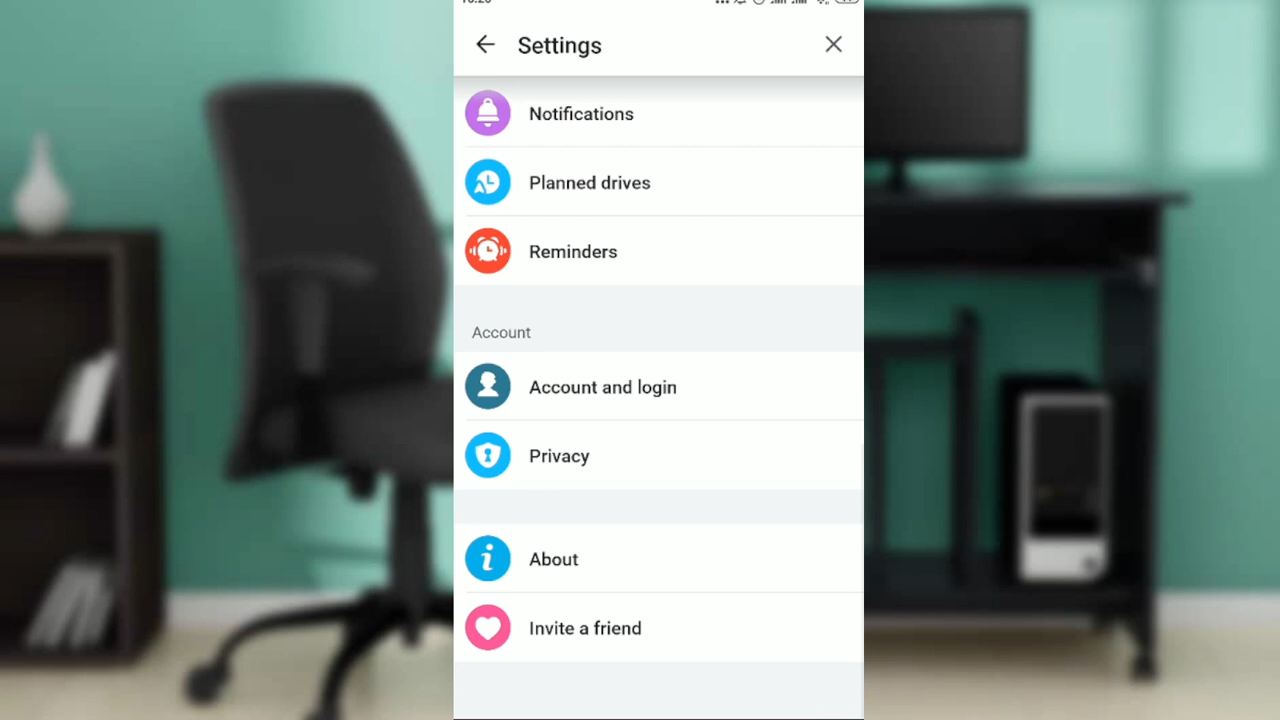 Settings
Notifications
Planned drives
Reminders
Account
Account and login
Privacy
About
Invite a friend